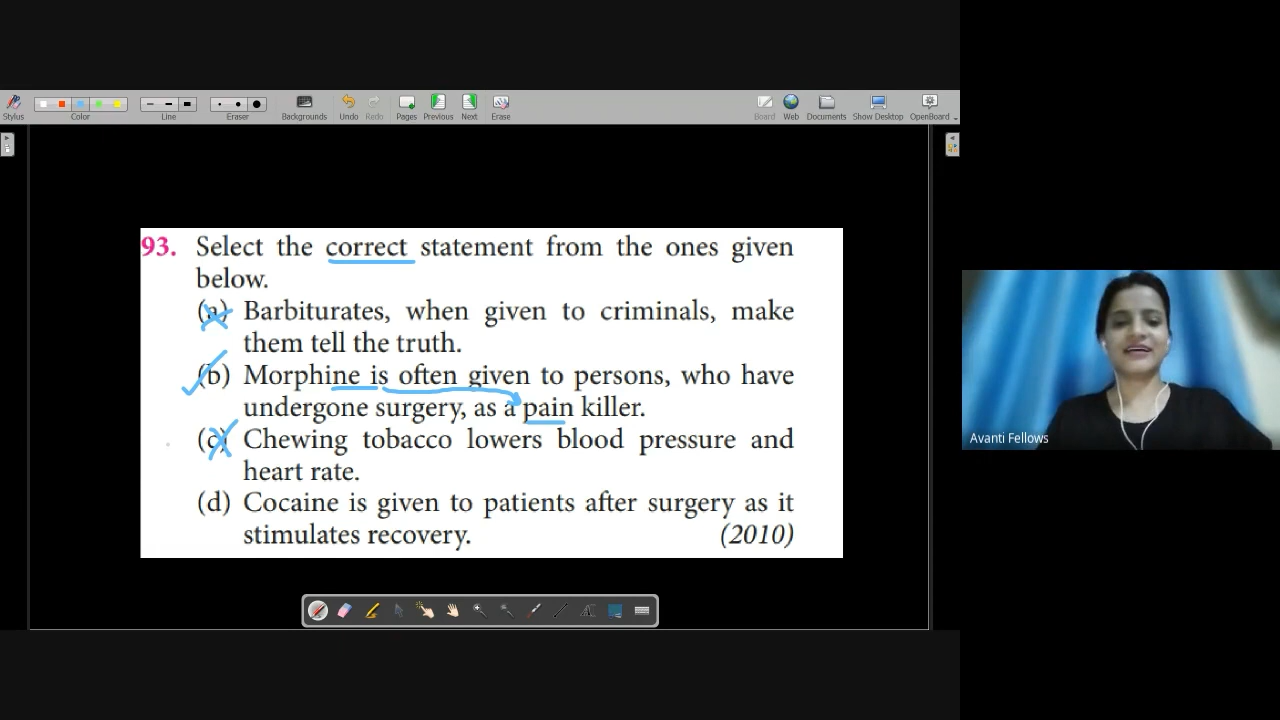 Stylus
Color
Line
Eraser
Backgrounds
Undo
Redo
Pages
Previous
Next
Erase
Board
Web
Documents
Show Desktop
OpenBoard
93. Select the correct statement from the ones given
below.
(a) Barbiturates, when given to criminals, make
them tell the truth.
(b) Morphine is often given to persons, who have
undergone surgery, as a pain killer.
(c) Chewing tobacco lowers blood pressure and
heart rate.
(d) Cocaine is given to patients after surgery as it
stimulates recovery. (2010)
Avanti Fellows